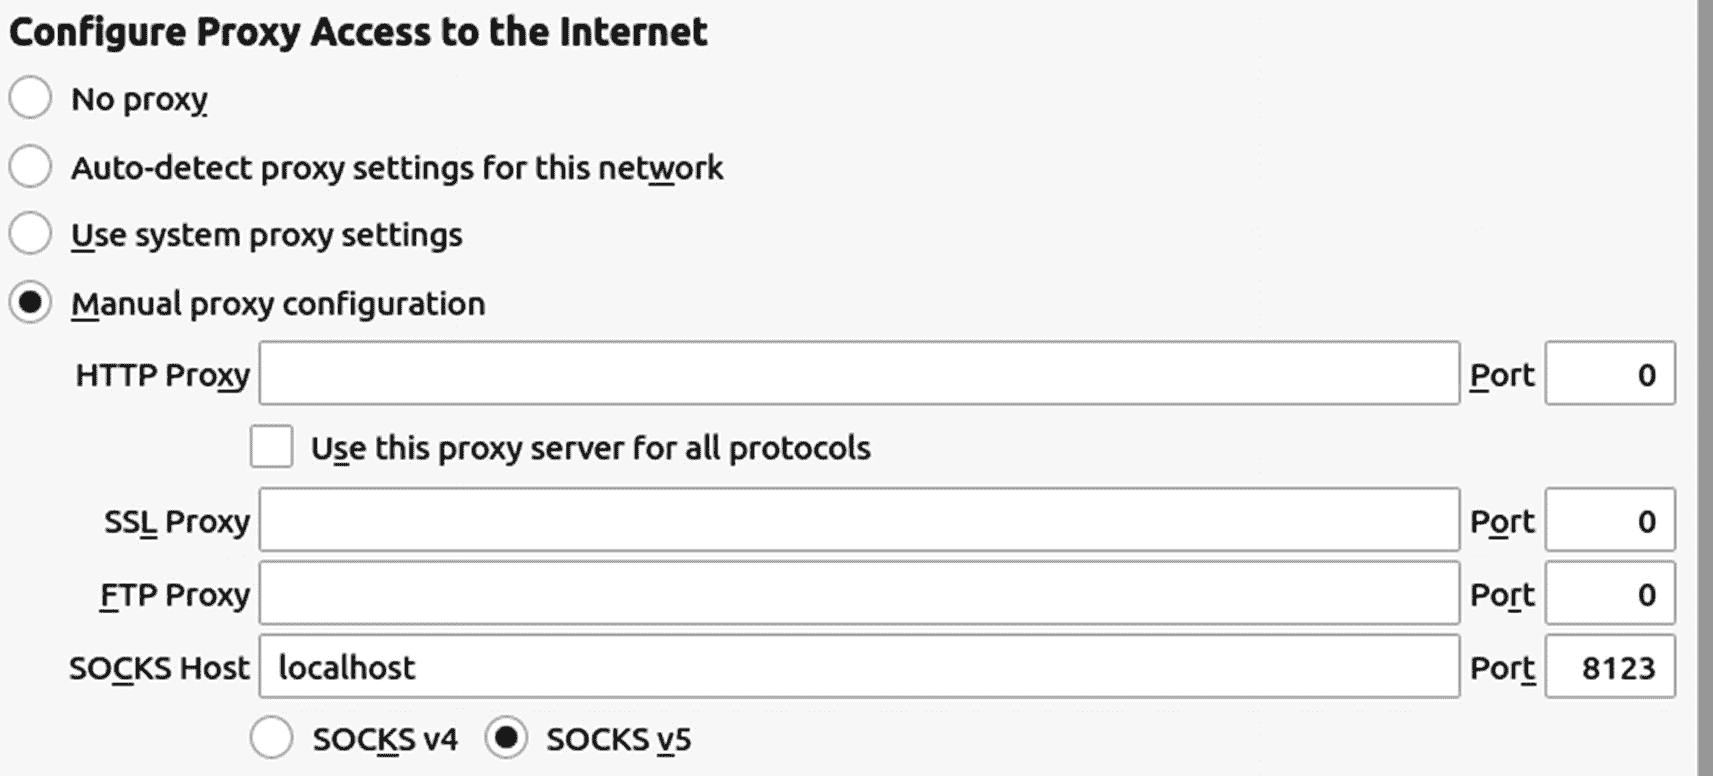 Configure Proxy Access to the Internet
No proxy
Auto-detect proxy settings for this network
Use system proxy settings
Manual proxy configuration
HTTP Proxy Port 0
Use this proxy server for all protocols
SSL Proxy Port 0
FTP Proxy Port 0
SOCKS Host localhost Port 8123
SOCKS v4 SOCKS v5